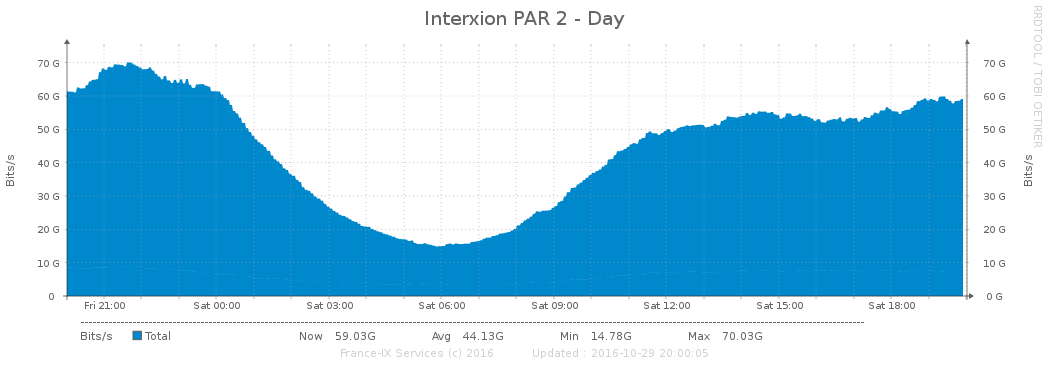 Interxion PAR 2 - Day
RRDTOOL / TOBI OETIKER
Bits/s
70 G 70 G
60 G 60 G
50 G 50 G
40 G 40 G
30 G 30 G
20 G 20 G
10 G 10 G
0 0 G
Bits/s
Fri 21:00 Sat 00:00 Sat 03:00 Sat 06:00 Sat 09:00 Sat 12:00 Sat 15:00 Sat 18:00
Bits/s Total Now 59.03G Avg 44.13G Min 14.78G Max 70.03G
France-IX Services (c) 2016 Updated : 2016-10-29 20:00:05